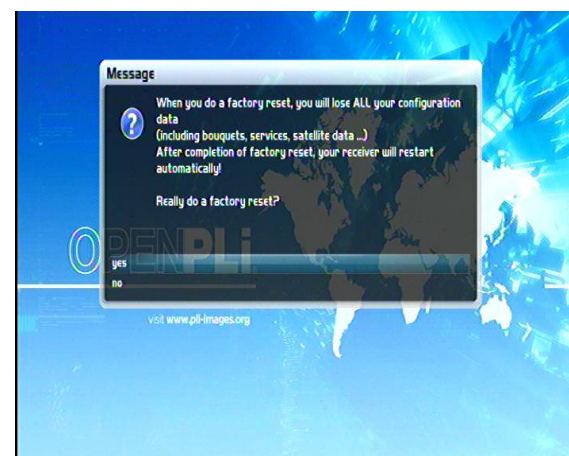 Message
When you do a factory reset, you will lose ALL your configuration
data
(including bouquets, services, satellite data ...)
After completion of factory reset, your receiver will restart
automatically!
Really do a factory reset?
OPENPLi
yes
no
visit www.pli-images.org